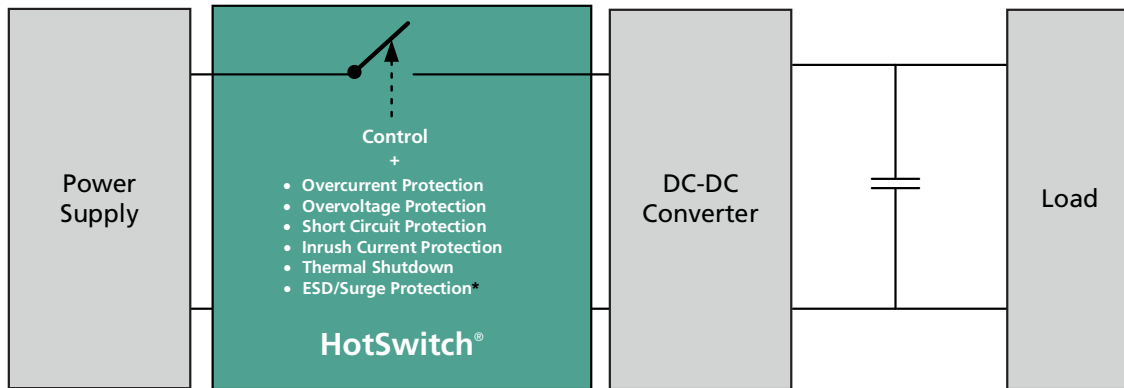 Power
Supply
Control
+
• Overcurrent Protection
• Overvoltage Protection
• Short Circuit Protection
• Inrush Current Protection
• Thermal Shutdown
• ESD/Surge Protection*
HotSwitch®
DC-DC
Converter
Load